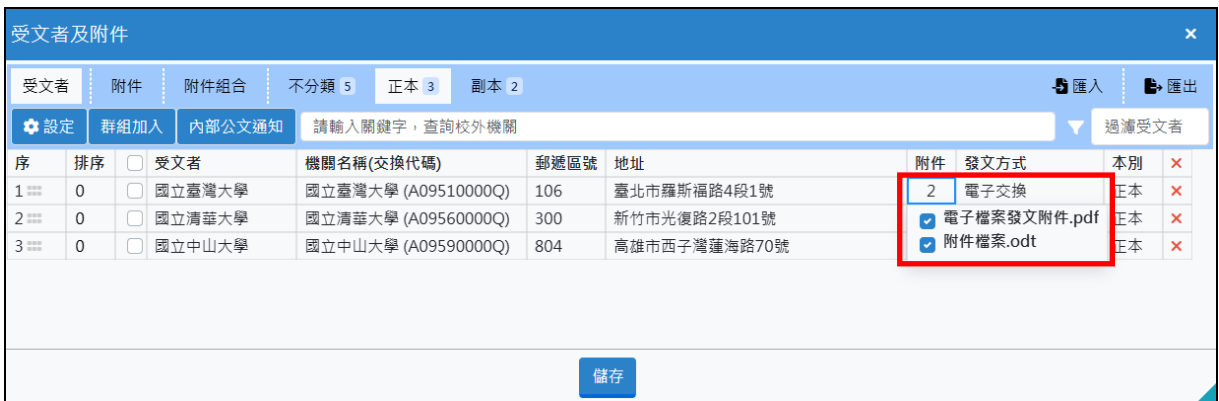 受文者及附件 ×
受文者 附件 附件組合 不分類 5 正本 3 副本 2 匯入 匯出
設定 群組加入 內部公文通知 請輸入關鍵字，查詢校外機關 過濾受文者
序 排序 受文者 機關名稱(交換代碼) 郵遞區號 地址 附件 發文方式 本別 ×
1 0 國立臺灣大學 國立臺灣大學 (A09510000Q) 106 臺北市羅斯福路4段1號 2 電子交換 正本 ×
2 0 國立清華大學 國立清華大學 (A09560000Q) 300 新竹市光復路2段101號 電子檔案發文附件.pdf 正本 ×
3 0 國立中山大學 國立中山大學 (A09590000Q) 804 高雄市西子灣蓮海路70號 附件檔案.odt 正本 ×
儲存